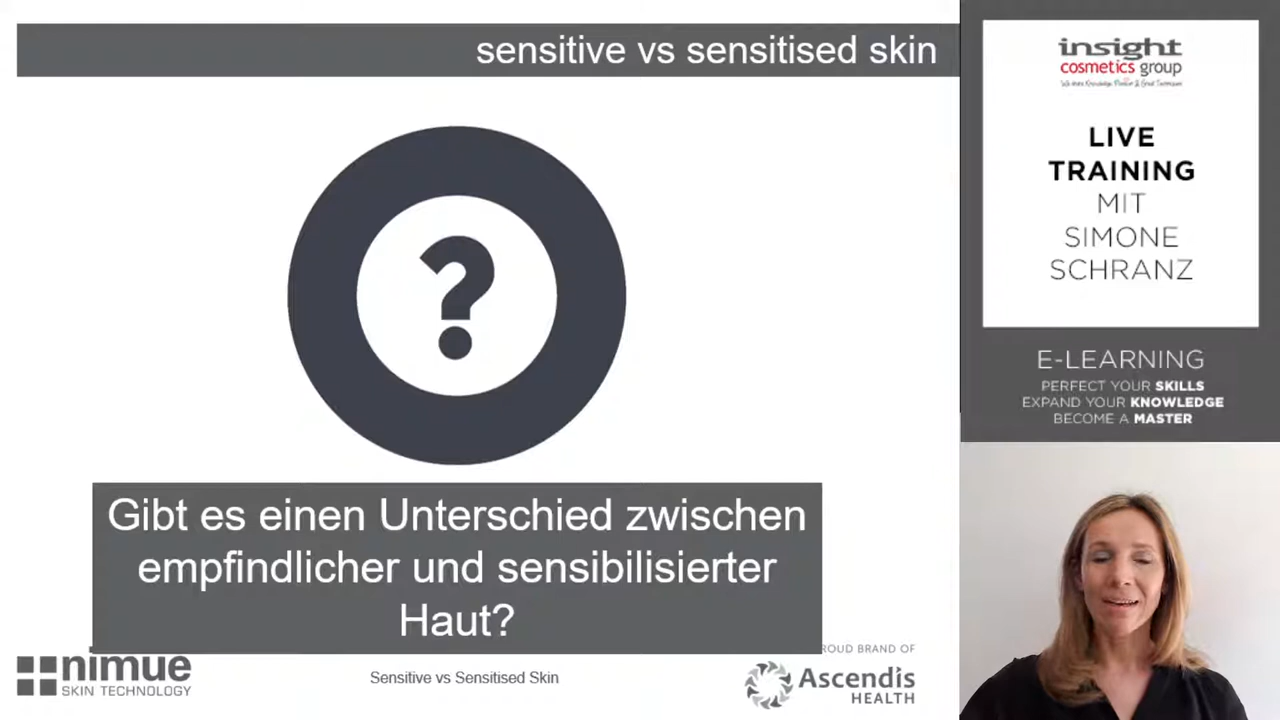 sensitive vs sensitised skin
?
Gibt es einen Unterschied zwischen
empfindlicher und sensibilisierter
Haut?
nimue
SKIN TECHNOLOGY
Sensitive vs Sensitised Skin
ROUD BRAND OF
Ascendis
HEALTH
insight
cosmetics group
LIVE
TRAINING
MIT
SIMONE
SCHRANZ
E-LEARNING
PERFECT YOUR SKILLS
EXPAND YOUR KNOWLEDGE
BECOME A MASTER